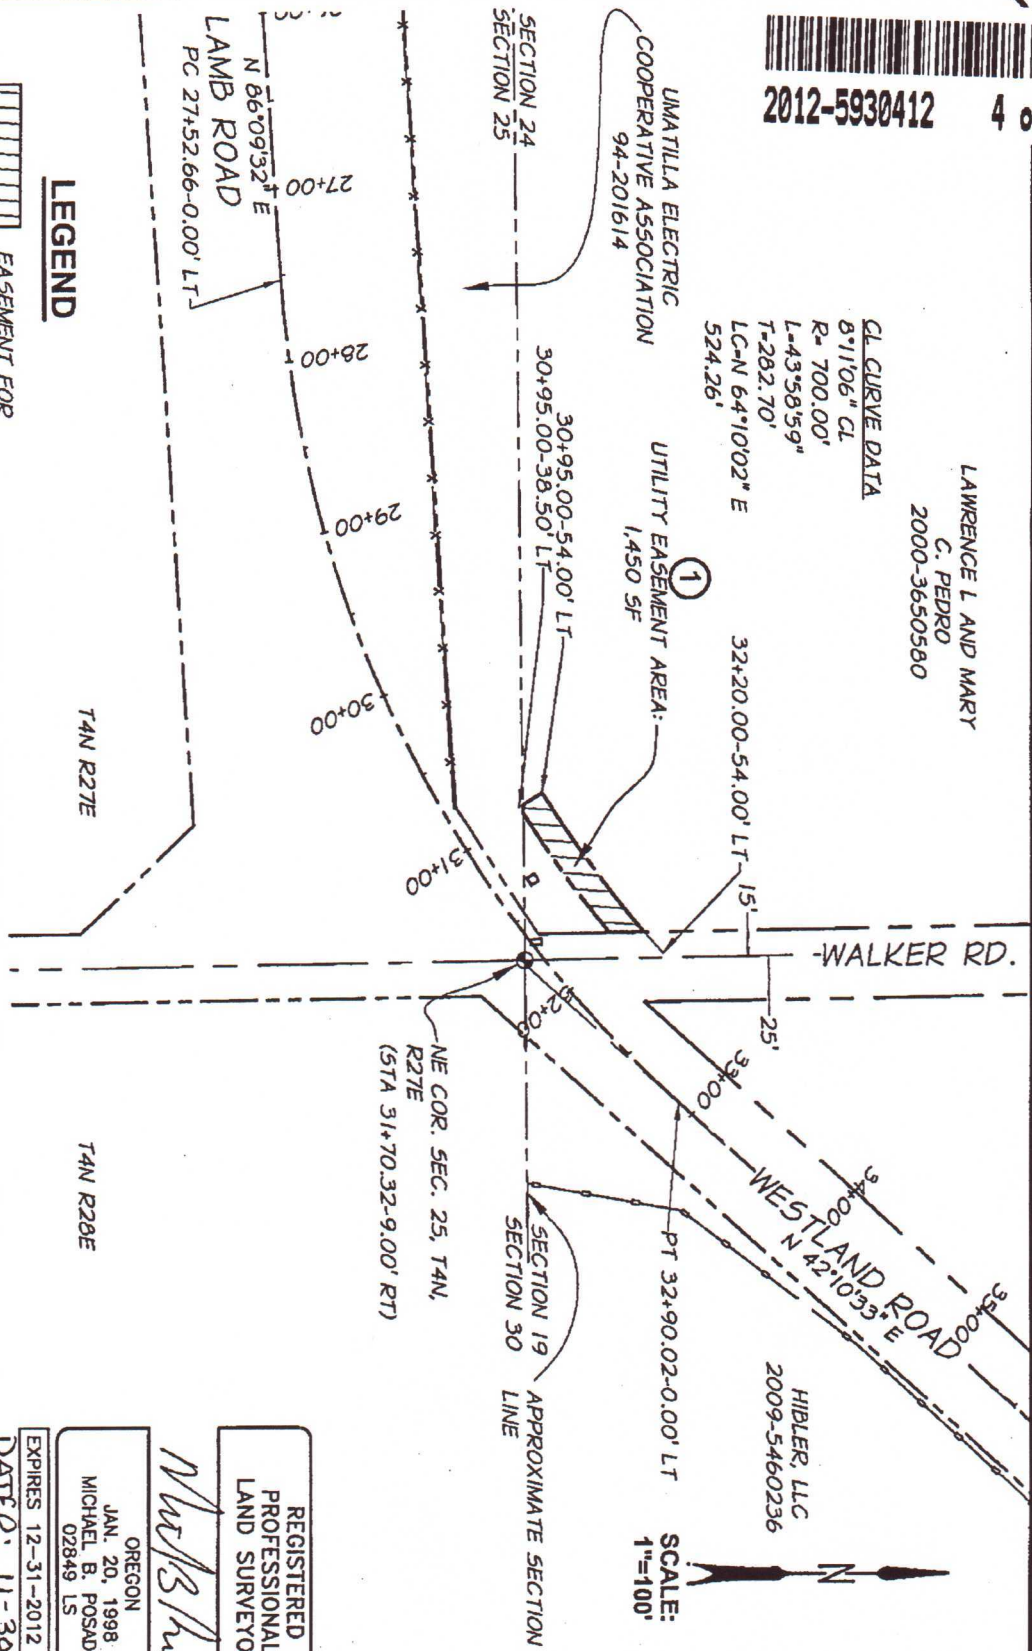 2012-5930412 4 o
LAWRENCE L AND MARY
C. PEDRO
2000-3650580
CL CURVE DATA
8°11'06" CL
R= 700.00'
L=43°58'59"
T=282.70'
LC=N 64°10'02" E
524.26'
UMATILLA ELECTRIC
COOPERATIVE ASSOCIATION
94-201614
SECTION 24
SECTION 25
1
UTILITY EASEMENT AREA:
1,450 SF
30+95.00-54.00' LT
30+95.00-38.50' LT
32+20.00-54.00' LT
15'
25'
WALKER RD.
N 86°09'32" E
LAMB ROAD
PC 27+52.66-0.00' LT
27+00
28+00
29+00
30+00
31+00
33+00
34+00
35+00
WESTLAND ROAD
N 42°10'33" E
PT 32+90.02-0.00' LT
NE COR. SEC. 25, T4N,
R27E
(STA 31+70.32-9.00' RT)
SECTION 19
SECTION 30
APPROXIMATE SECTION
LINE
HIBLER, LLC
2009-5460236
N
SCALE:
1"=100'
T4N R27E
T4N R28E
LEGEND
EASEMENT FOR
REGISTERED
PROFESSIONAL
LAND SURVEYO
OREGON
JAN. 20, 1998
MICHAEL B. POSAD
02849 LS
EXPIRES 12-31-2012
DATED: 11-30